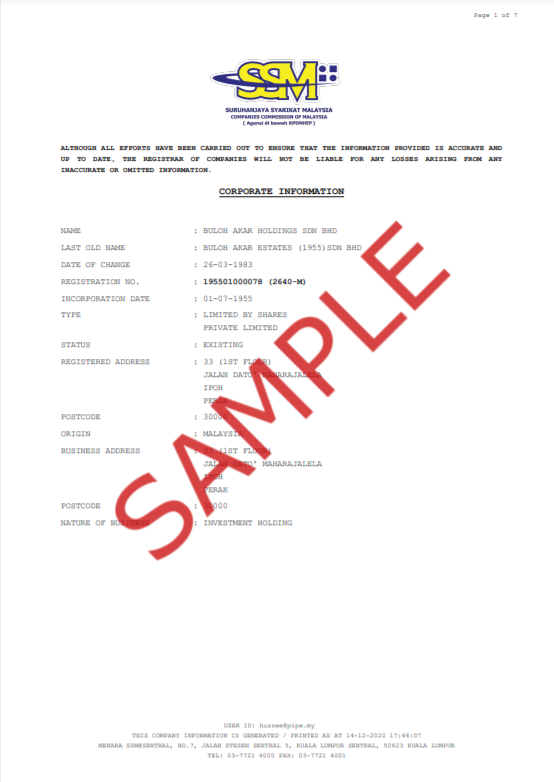 Page 1 of 7
SSM
SURUHANJAYA SYARIKAT MALAYSIA
COMPANIES COMMISSION OF MALAYSIA
( Agensi di bawah KPDNHEP )
ALTHOUGH ALL EFFORTS HAVE BEEN CARRIED OUT TO ENSURE THAT THE INFORMATION PROVIDED IS ACCURATE AND
UP TO DATE, THE REGISTRAR OF COMPANIES WILL NOT BE LIABLE FOR ANY LOSSES ARISING FROM ANY
INACCURATE OR OMITTED INFORMATION.
CORPORATE INFORMATION
NAME : BULOH AKAR HOLDINGS SDN BHD
LAST OLD NAME : BULOH AKAR ESTATES (1955)SDN BHD
DATE OF CHANGE : 26-03-1983
REGISTRATION NO. : 195501000078 (2640-M)
INCORPORATION DATE : 01-07-1955
TYPE : LIMITED BY SHARES
PRIVATE LIMITED
STATUS : EXISTING
REGISTERED ADDRESS : 33 (1ST FLOOR)
JALAN DATO' MAHARAJALELA
IPOH
PERAK
POSTCODE : 30000
ORIGIN : MALAYSIA
BUSINESS ADDRESS : 33 (1ST FLOOR)
JALAN DATO' MAHARAJALELA
IPOH
PERAK
POSTCODE : 30000
NATURE OF BUSINESS : INVESTMENT HOLDING
SAMPLE
USER ID: huzree@pipe.my
THIS COMPANY INFORMATION IS GENERATED / PRINTED AS AT 14-12-2020 17:44:07
MENARA SSM@SENTRAL, NO.7, JALAN STESEN SENTRAL 5, KUALA LUMPUR SENTRAL, 50623 KUALA LUMPUR
TEL: 03-7721 4000 FAX: 03-7721 4001